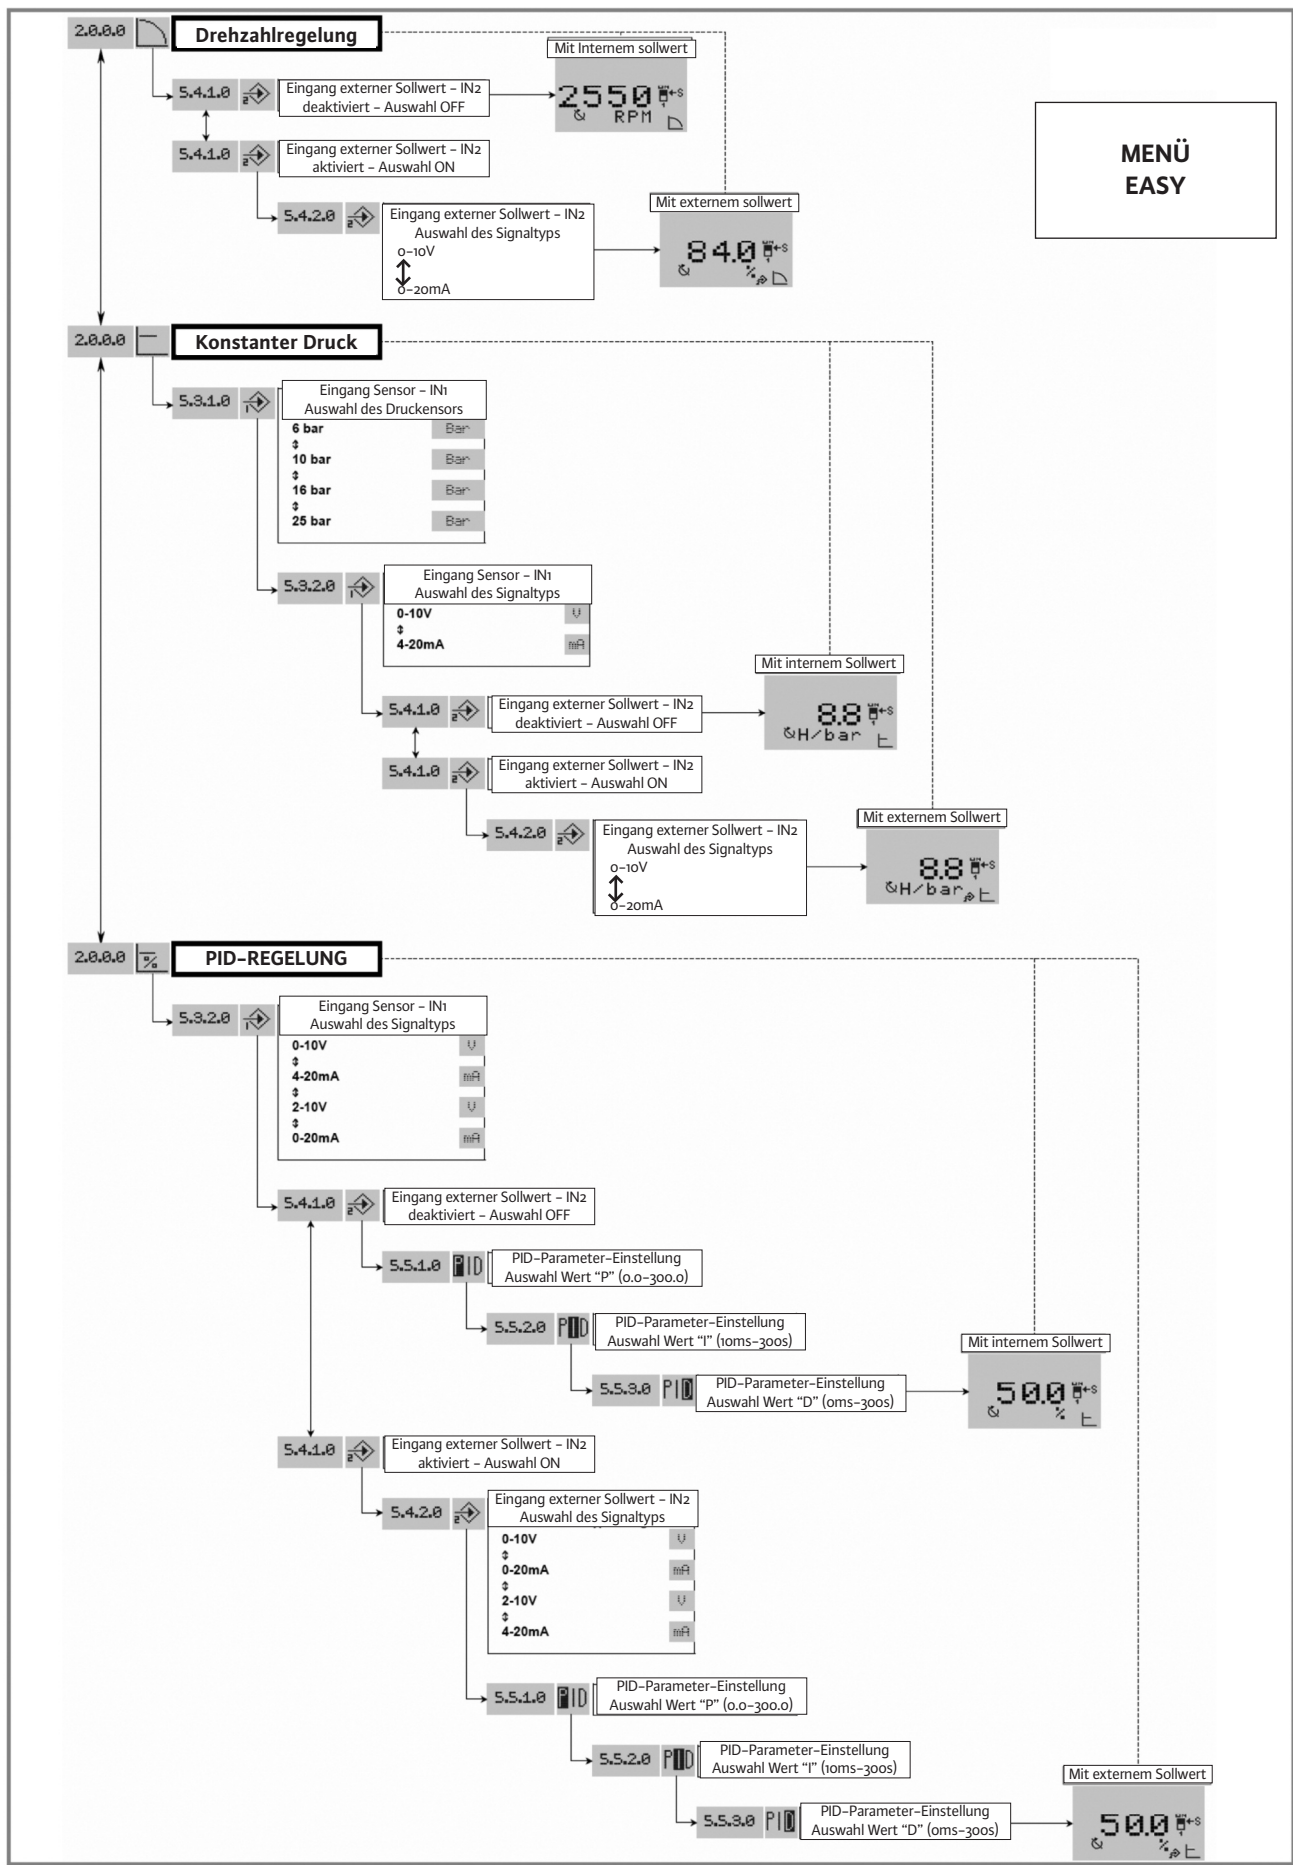 2.0.0.0 Drehzahlregelung
Mit Internem sollwert
5.4.1.0 2 Eingang externer Sollwert – IN2
deaktiviert – Auswahl OFF
2550
RPM
S
5.4.1.0 2 Eingang externer Sollwert – IN2
aktiviert – Auswahl ON
MENÜ
EASY
Mit externem sollwert
5.4.2.0 2 Eingang externer Sollwert – IN2
Auswahl des Signaltyps
0–10V
0–20mA
84.0
%
S
2.0.0.0 Konstanter Druck
5.3.1.0 1 Eingang Sensor – IN1
Auswahl des Druckensors
6 bar Bar
10 bar Bar
16 bar Bar
25 bar Bar
5.3.2.0 1 Eingang Sensor – IN1
Auswahl des Signaltyps
0-10V V
4-20mA mA
Mit internem Sollwert
5.4.1.0 2 Eingang externer Sollwert – IN2
deaktiviert – Auswahl OFF
8.8
H/bar
S
5.4.1.0 2 Eingang externer Sollwert – IN2
aktiviert – Auswahl ON
Mit externem Sollwert
5.4.2.0 2 Eingang externer Sollwert – IN2
Auswahl des Signaltyps
0–10V
0–20mA
8.8
H/bar
S
2.0.0.0 % PID–REGELUNG
5.3.2.0 1 Eingang Sensor – IN1
Auswahl des Signaltyps
0-10V V
4-20mA mA
2-10V V
0-20mA mA
5.4.1.0 2 Eingang externer Sollwert – IN2
deaktiviert – Auswahl OFF
5.5.1.0 PID PID–Parameter–Einstellung
Auswahl Wert “P” (0.0–300.0)
5.5.2.0 PID PID–Parameter–Einstellung
Auswahl Wert “I” (10ms–300s)
Mit internem Sollwert
5.5.3.0 PID PID–Parameter–Einstellung
Auswahl Wert “D” (0ms–300s)
50.0
%
S
5.4.1.0 2 Eingang externer Sollwert – IN2
aktiviert – Auswahl ON
5.4.2.0 2 Eingang externer Sollwert – IN2
Auswahl des Signaltyps
0-10V V
0-20mA mA
2-10V V
4-20mA mA
5.5.1.0 PID PID–Parameter–Einstellung
Auswahl Wert “P” (0.0–300.0)
5.5.2.0 PID PID–Parameter–Einstellung
Auswahl Wert “I” (10ms–300s)
Mit externem Sollwert
5.5.3.0 PID PID–Parameter–Einstellung
Auswahl Wert “D” (0ms–300s)
50.0
%
S